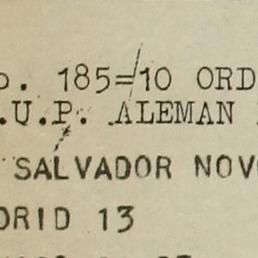 o. 185=10 ORD
.U.P. ALEMAN
SALVADOR NOV
DRID 13